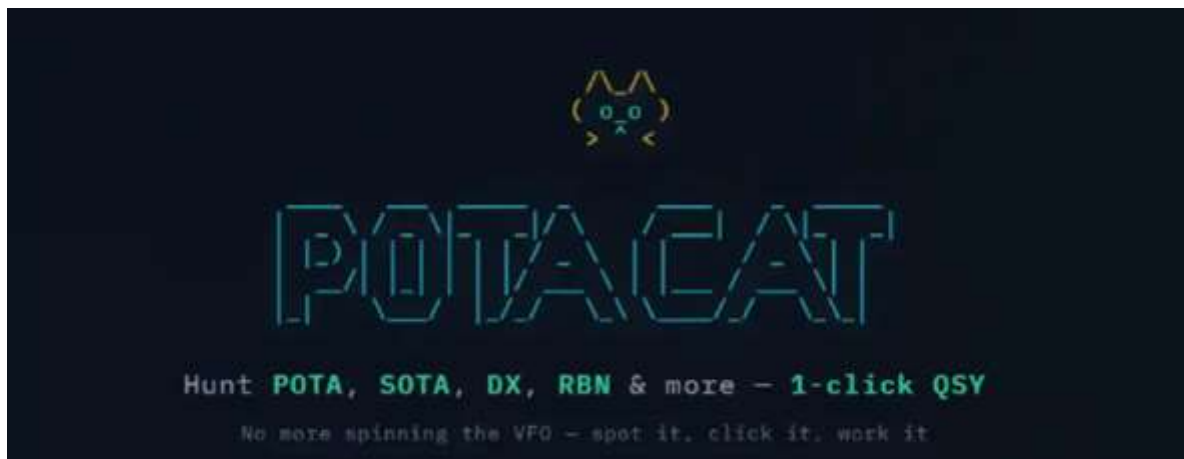 POTACAT
Hunt POTA, SOTA, DX, RBN & more — 1-click QSY
No more spinning the VFO — spot it, click it, work it